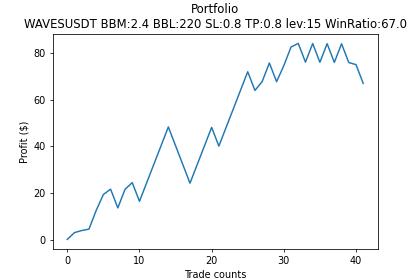 Portfolio
WAVESUSDT BBM:2.4 BBL:220 SL:0.8 TP:0.8 lev:15 WinRatio:67.0
80
60
40
20
0
Profit ($)
0 10 20 30 40
Trade counts